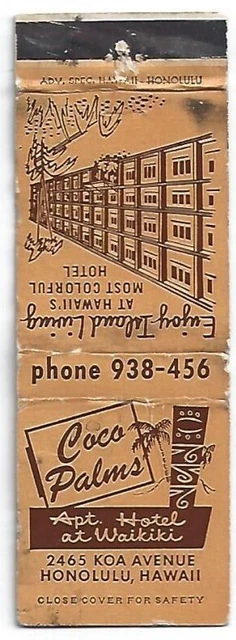 ADV. SPEC. HAWAII - HONOLULU
Enjoy Island Living
AT HAWAII'S
MOST COLORFUL
HOTEL
phone 938-456
Coco
Palms
Apt. Hotel
at Waikiki
2465 KOA AVENUE
HONOLULU, HAWAII
CLOSE COVER FOR SAFETY